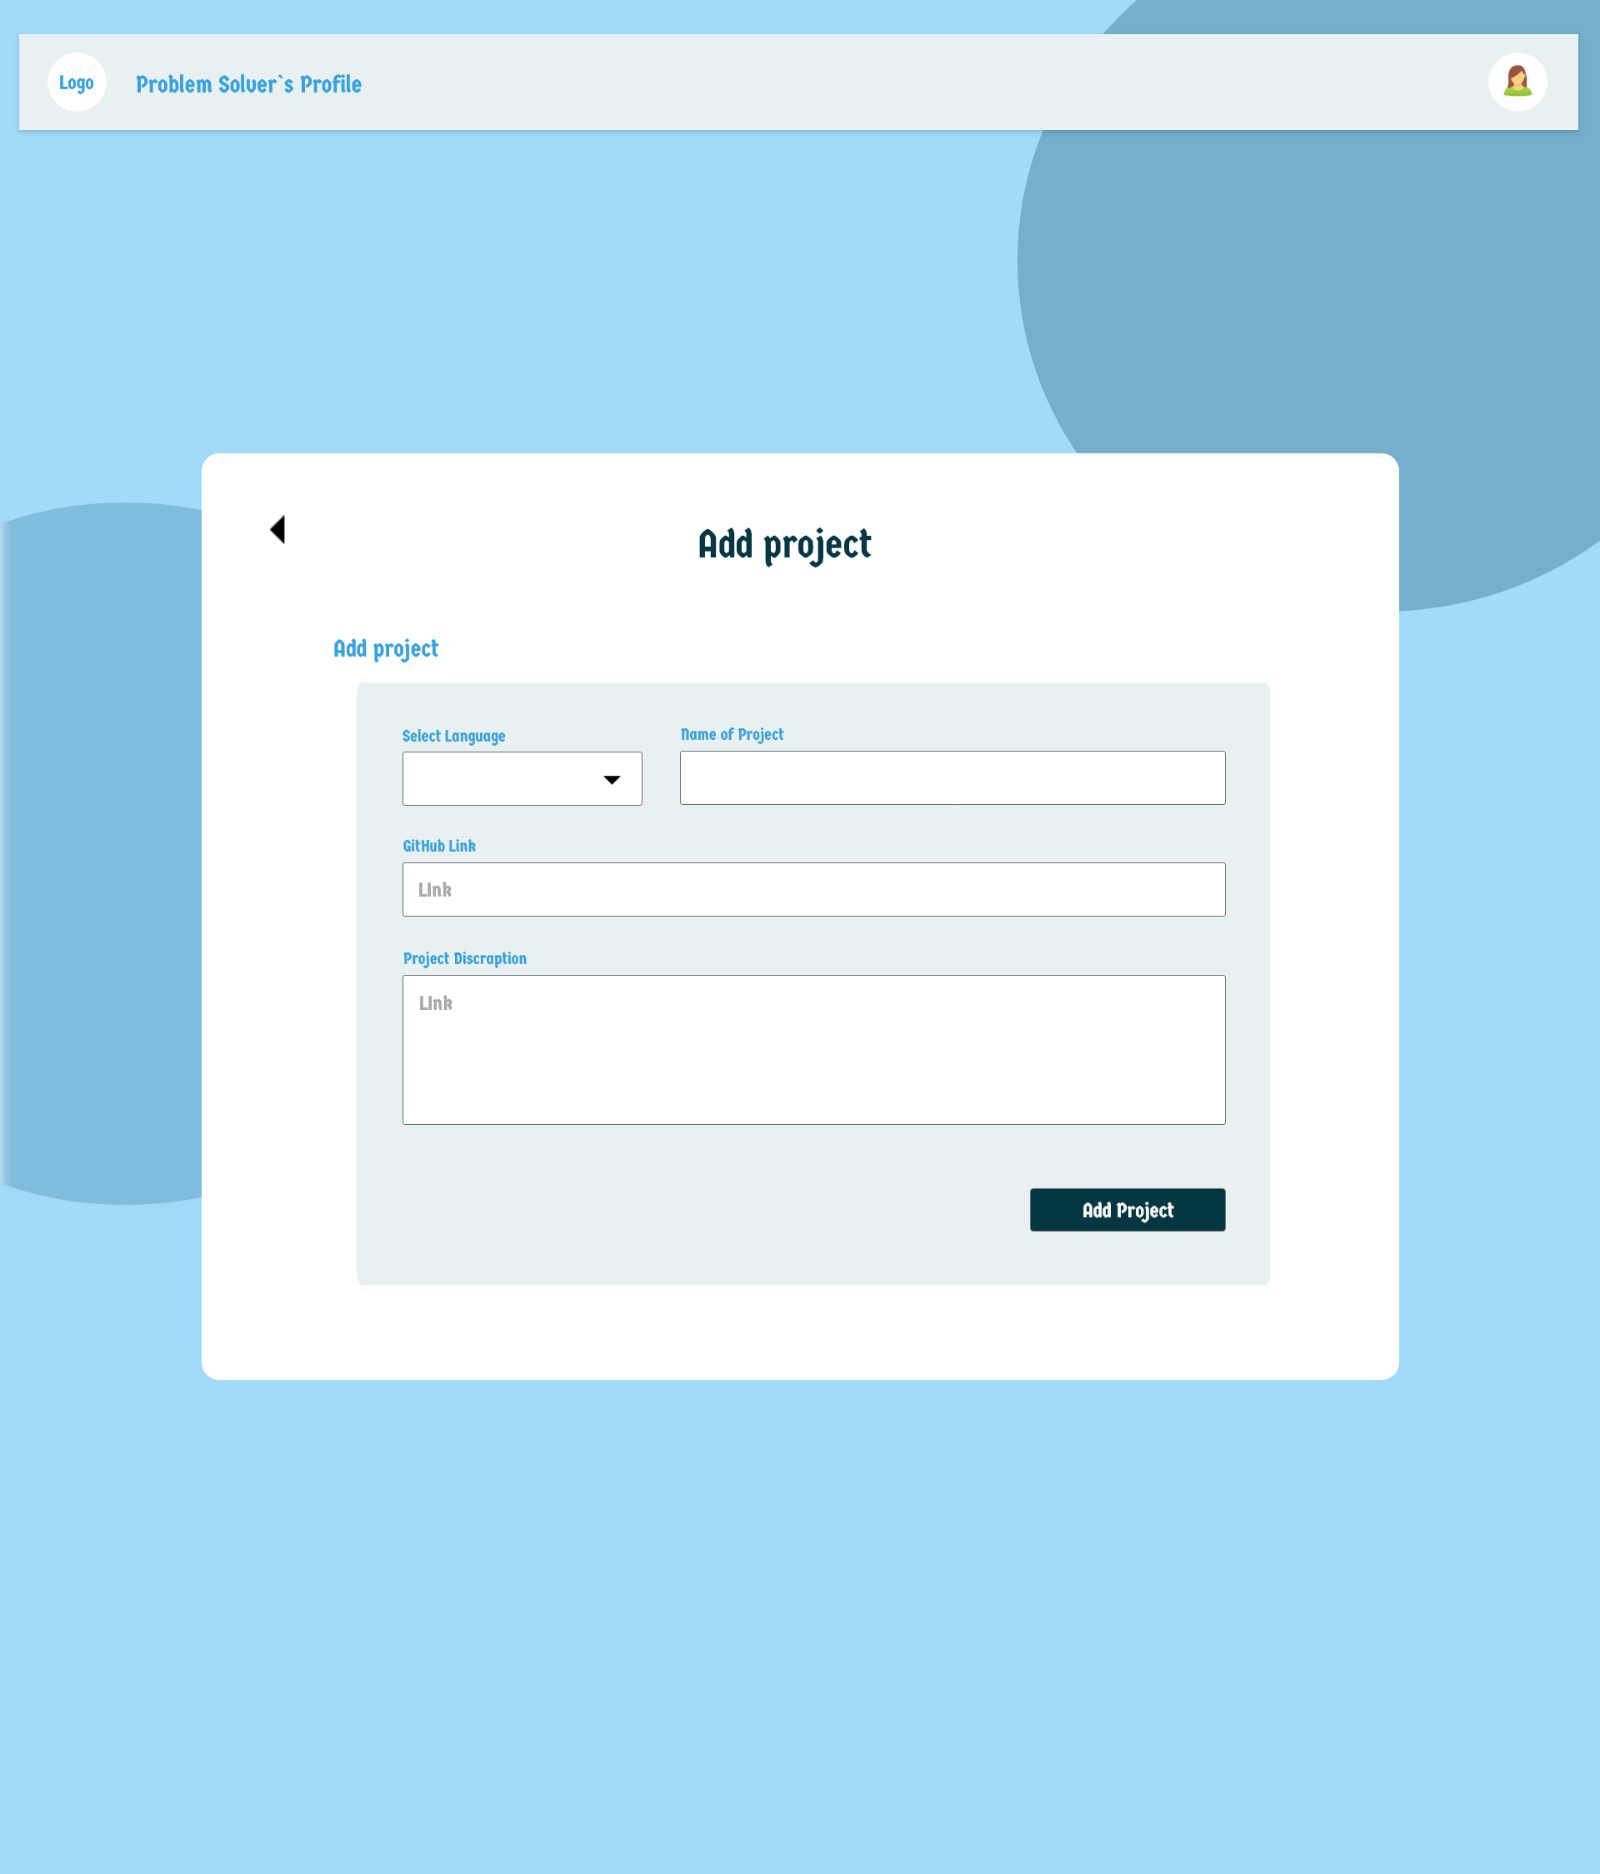 Logo
Problem Solver`s Profile
Add project
Add project
Select Language
Name of Project
GitHub Link
LInk
Project Discraption
LInk
Add Project